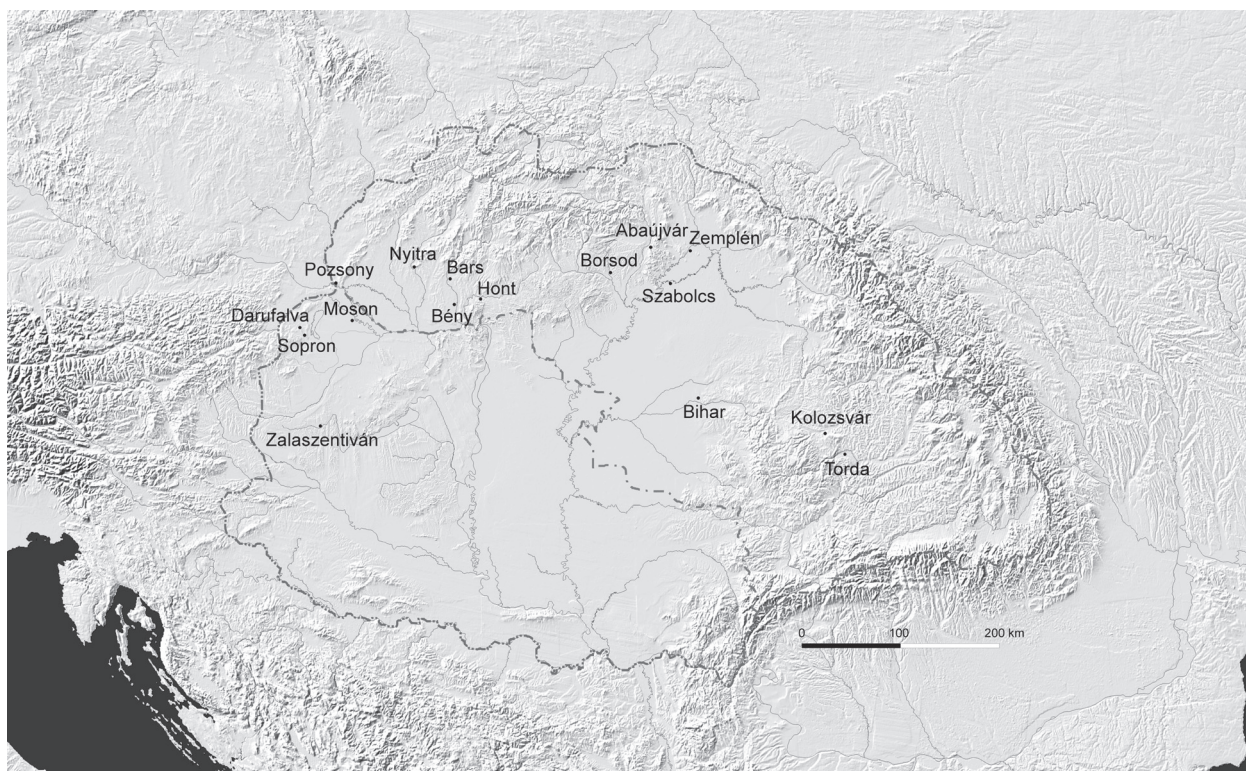 Abaújvár
Zemplén
Nyitra
Borsod
Bars
Pozsony
Hont
Szabolcs
Moson
Darufalva
Bény
Sopron
Bihar
Kolozsvár
Zalaszentiván
Torda
0 100 200 km